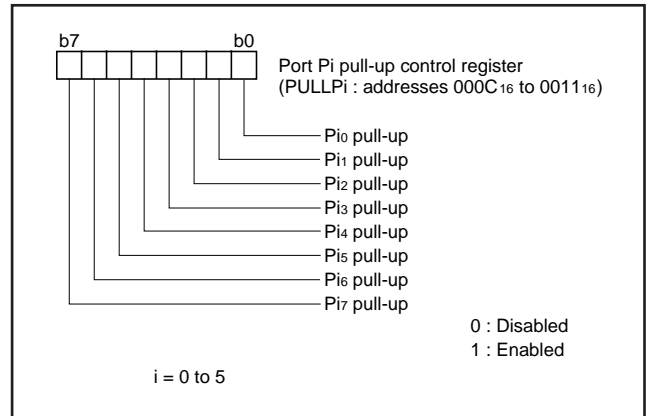 b7 b0
Port Pi pull-up control register
(PULLPi : addresses 000C₁₆ to 0011₁₆)
Pi₀ pull-up
Pi₁ pull-up
Pi₂ pull-up
Pi₃ pull-up
Pi₄ pull-up
Pi₅ pull-up
Pi₆ pull-up
Pi₇ pull-up
0 : Disabled
1 : Enabled
i = 0 to 5